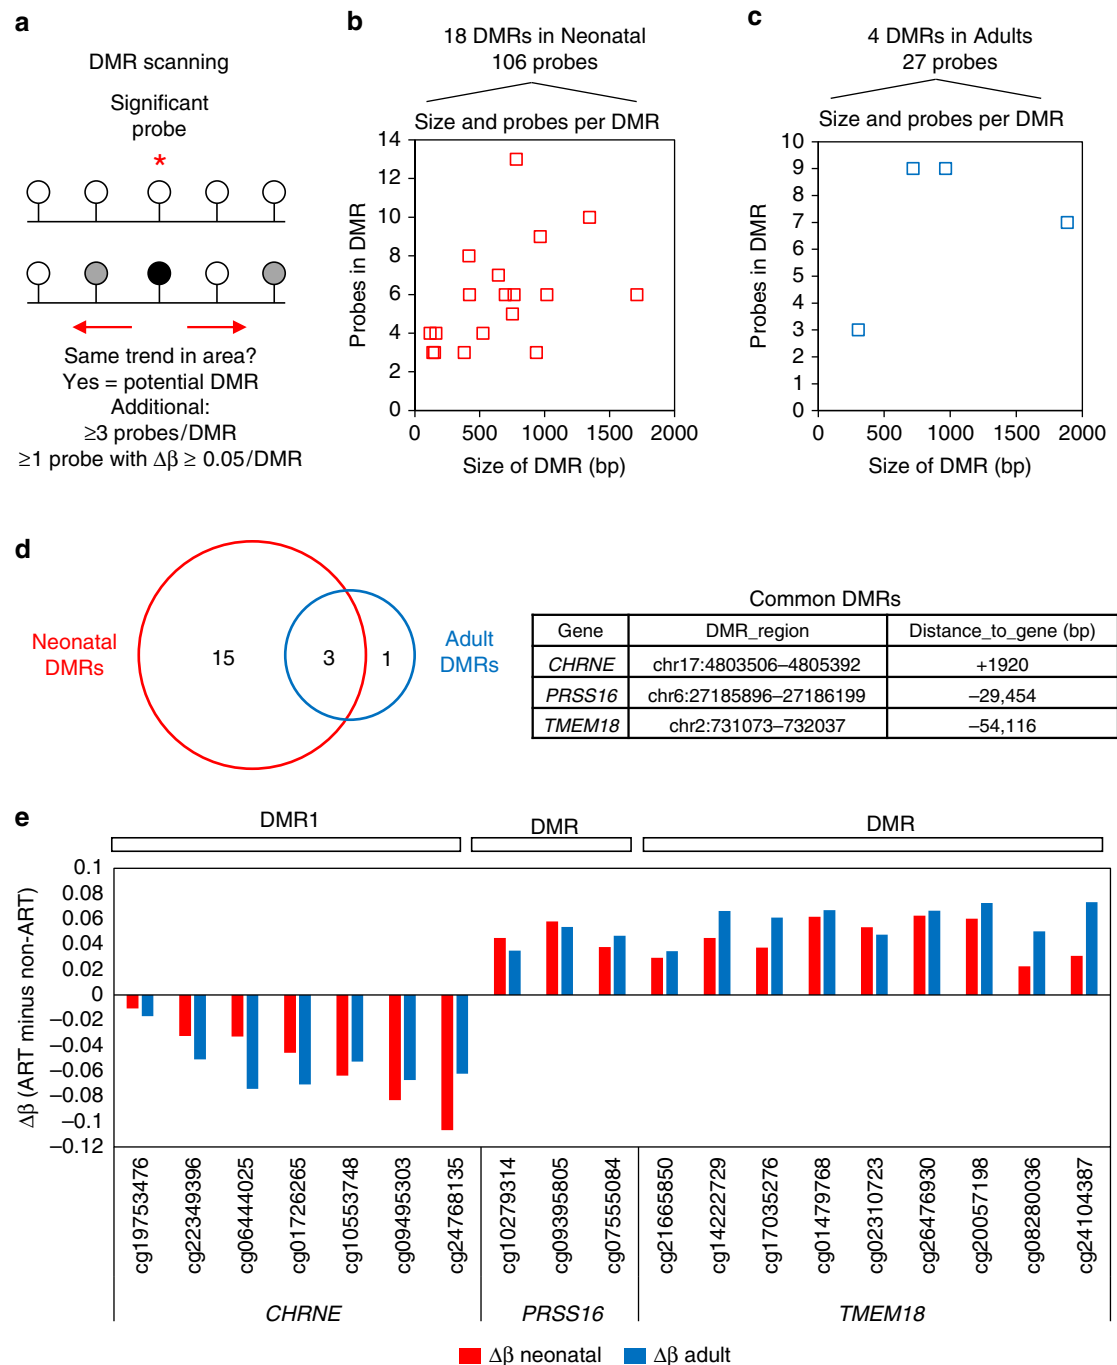 a
DMR scanning
Significant
probe
*
Same trend in area?
Yes = potential DMR
Additional:
≥3 probes/DMR
≥1 probe with Δβ ≥ 0.05/DMR
b
18 DMRs in Neonatal
106 probes
Size and probes per DMR
Probes in DMR
14
12
10
8
6
4
2
0
0 500 1000 1500 2000
Size of DMR (bp)
c
4 DMRs in Adults
27 probes
Size and probes per DMR
Probes in DMR
10
9
8
7
6
5
4
3
2
1
0
0 500 1000 1500 2000
Size of DMR (bp)
d
Neonatal
DMRs
15
3
1
Adult
DMRs
Common DMRs
Gene DMR_region Distance_to_gene (bp)
CHRNE chr17:4803506–4805392 +1920
PRSS16 chr6:27185896–27186199 –29,454
TMEM18 chr2:731073–732037 –54,116
e
DMR1 DMR DMR
Δβ (ART minus non-ART)
0.1
0.08
0.06
0.04
0.02
0
–0.02
–0.04
–0.06
–0.08
–0.1
–0.12
cg19753476
cg22349396
cg06444025
cg01726265
cg10553748
cg09495303
cg24768135
cg10279314
cg09395805
cg07555084
cg21665850
cg14222729
cg17035276
cg01479768
cg02310723
cg26476930
cg20057198
cg08280036
cg24104387
CHRNE PRSS16 TMEM18
Δβ neonatal Δβ adult